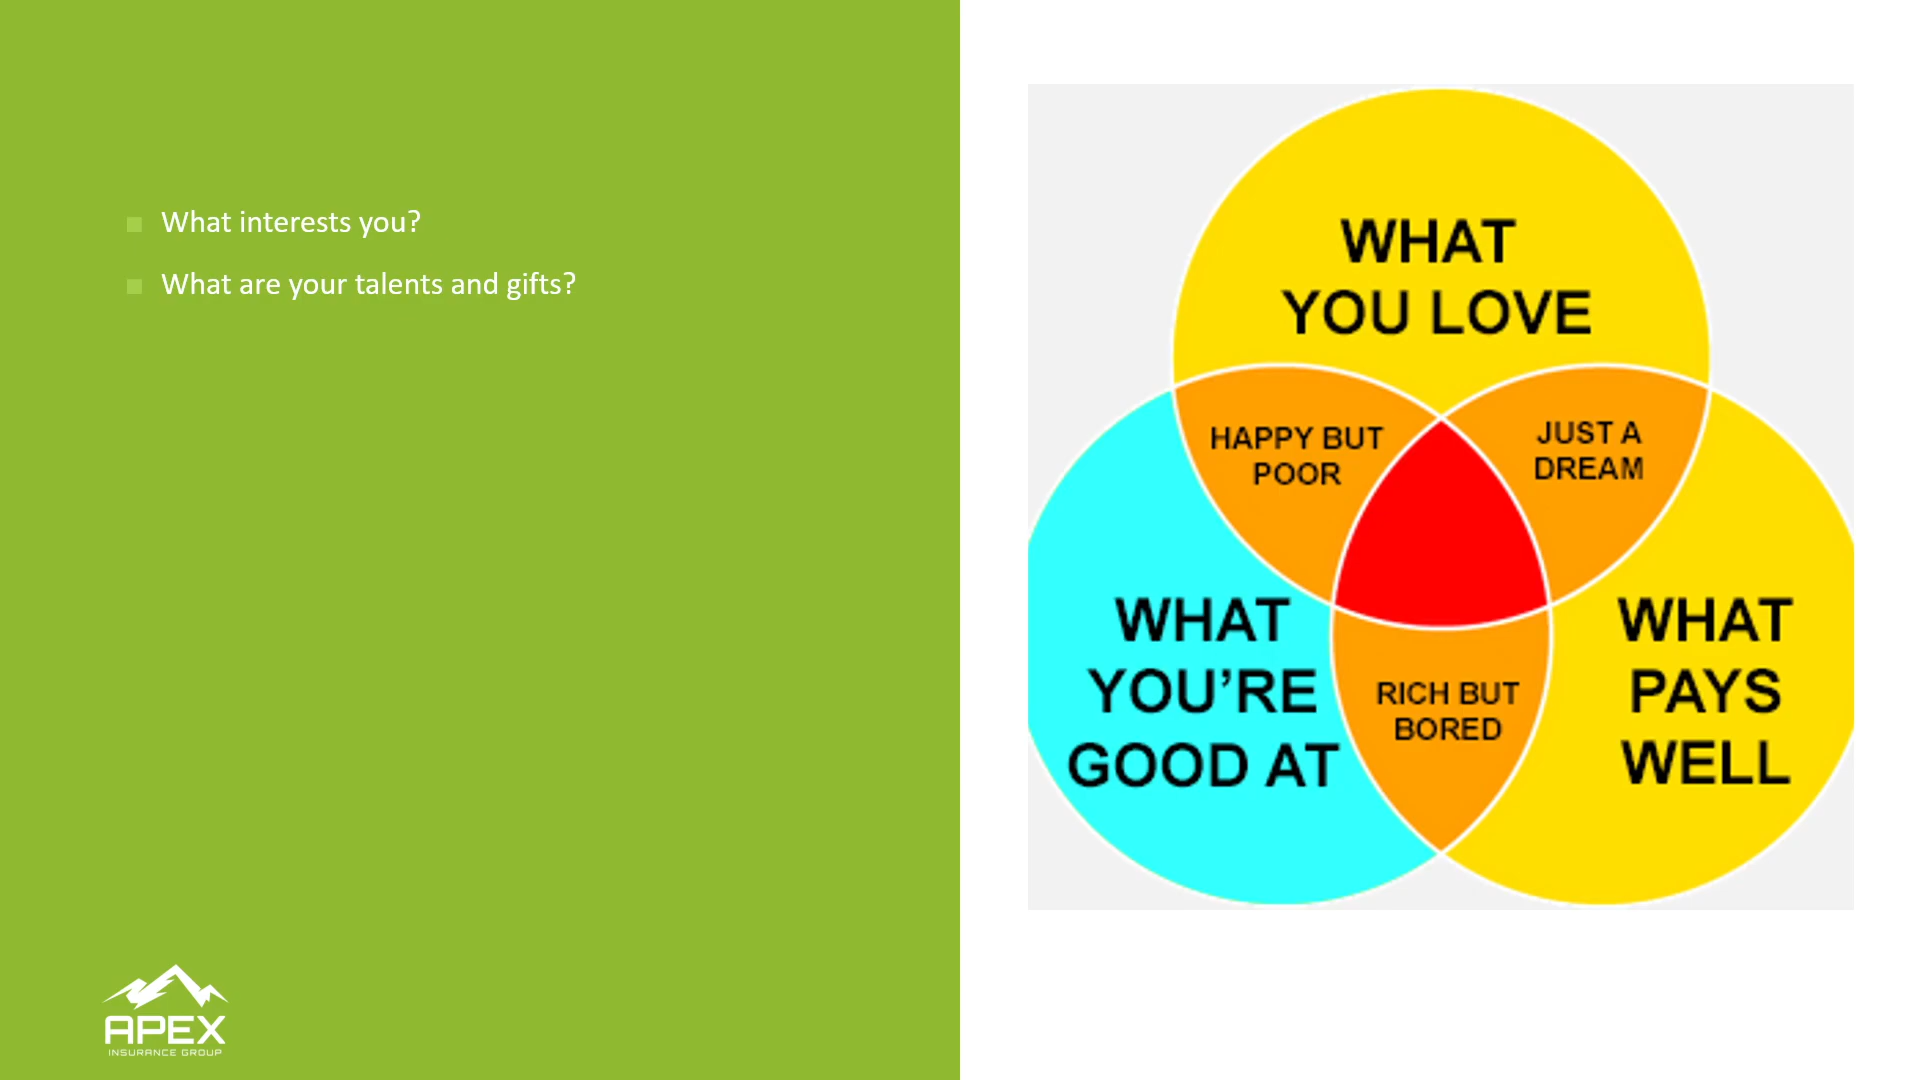 What interests you?
What are your talents and gifts?
APEX
INSURANCE GROUP
WHAT
YOU LOVE
HAPPY BUT
POOR
JUST A
DREAM
WHAT
YOU’RE
GOOD AT
RICH BUT
BORED
WHAT
PAYS
WELL